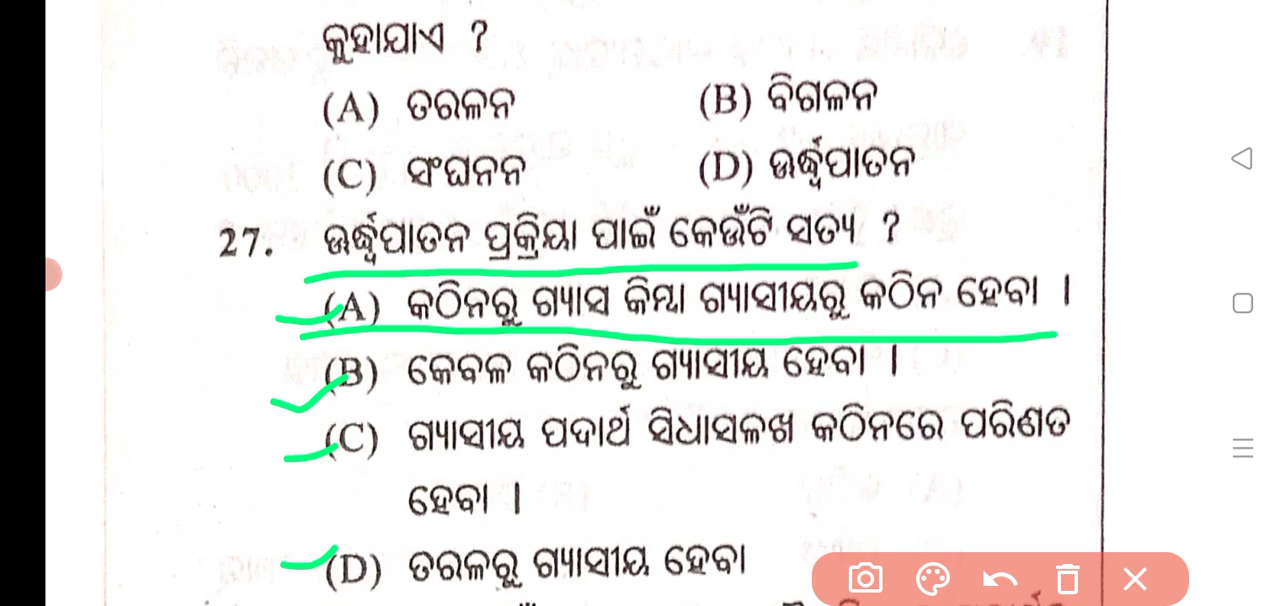 କୁହାଯାଏ ?
(A) ତରଳନ (B) ବିଗଳନ
(C) ସଂଘନନ (D) ଊର୍ଦ୍ଧ୍ୱପାତନ
27. ଊର୍ଦ୍ଧ୍ୱପାତନ ପ୍ରକ୍ରିୟା ପାଇଁ କେଉଁଟି ସତ୍ୟ ?
(A) କଠିନରୁ ଗ୍ୟାସ କିମ୍ବା ଗ୍ୟାସୀୟରୁ କଠିନ ହେବା ।
(B) କେବଳ କଠିନରୁ ଗ୍ୟାସୀୟ ହେବା ।
(C) ଗ୍ୟାସୀୟ ପଦାର୍ଥ ସିଧାସଳଖ କଠିନରେ ପରିଣତ
ହେବା ।
(D) ତରଳରୁ ଗ୍ୟାସୀୟ ହେବା